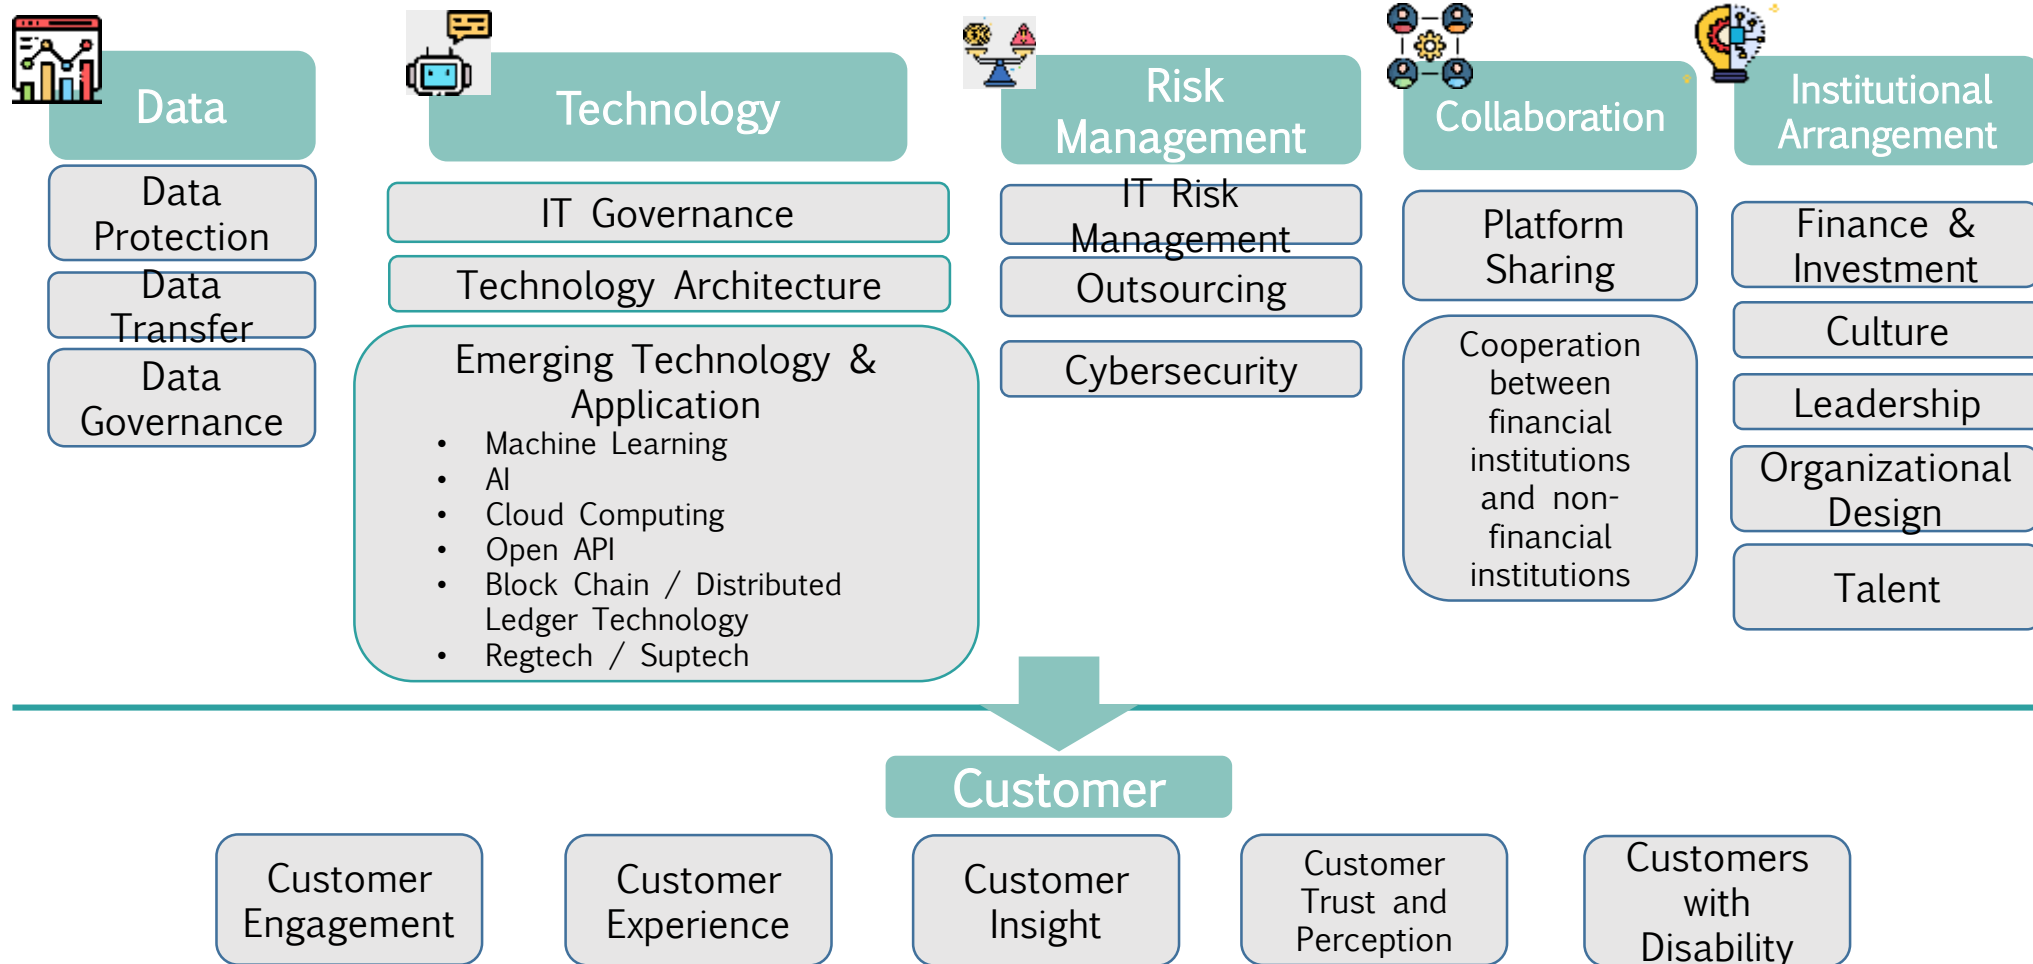 Data
Data
Protection
Data
Transfer
Data
Governance
Technology
IT Governance
Technology Architecture
Emerging Technology &
Application
• Machine Learning
• AI
• Cloud Computing
• Open API
• Block Chain / Distributed
Ledger Technology
• Regtech / Suptech
Risk
Management
IT Risk
Management
Outsourcing
Cybersecurity
Collaboration
Platform
Sharing
Cooperation
between
financial
institutions
and non-
financial
institutions
Institutional
Arrangement
Finance &
Investment
Culture
Leadership
Organizational
Design
Talent
Customer
Customer
Engagement
Customer
Experience
Customer
Insight
Customer
Trust and
Perception
Customers
with
Disability